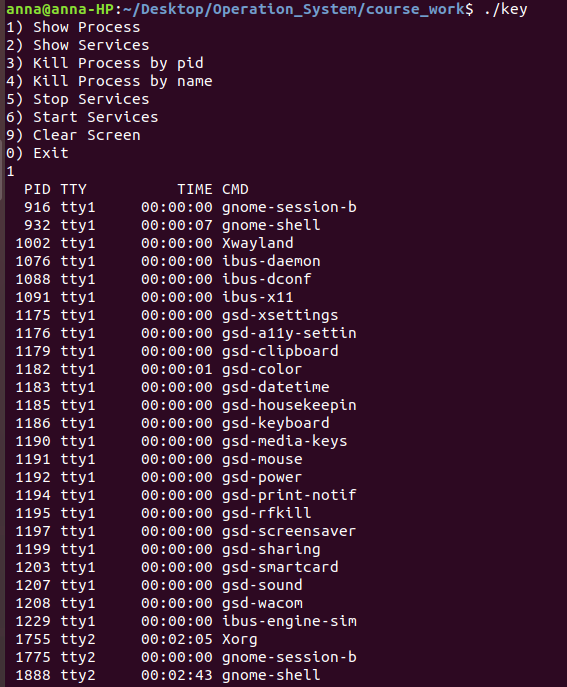 anna@anna-HP:~/Desktop/Operation_System/course_work$ ./key
1) Show Process
2) Show Services
3) Kill Process by pid
4) Kill Process by name
5) Stop Services
6) Start Services
9) Clear Screen
0) Exit
1
  PID TTY          TIME CMD
  916 tty1     00:00:00 gnome-session-b
  932 tty1     00:00:07 gnome-shell
 1002 tty1     00:00:00 Xwayland
 1076 tty1     00:00:00 ibus-daemon
 1088 tty1     00:00:00 ibus-dconf
 1091 tty1     00:00:00 ibus-x11
 1175 tty1     00:00:00 gsd-xsettings
 1176 tty1     00:00:00 gsd-a11y-settin
 1179 tty1     00:00:00 gsd-clipboard
 1182 tty1     00:00:01 gsd-color
 1183 tty1     00:00:00 gsd-datetime
 1185 tty1     00:00:00 gsd-housekeepin
 1186 tty1     00:00:00 gsd-keyboard
 1190 tty1     00:00:00 gsd-media-keys
 1191 tty1     00:00:00 gsd-mouse
 1192 tty1     00:00:00 gsd-power
 1194 tty1     00:00:00 gsd-print-notif
 1195 tty1     00:00:00 gsd-rfkill
 1197 tty1     00:00:00 gsd-screensaver
 1199 tty1     00:00:00 gsd-sharing
 1203 tty1     00:00:00 gsd-smartcard
 1207 tty1     00:00:00 gsd-sound
 1208 tty1     00:00:00 gsd-wacom
 1229 tty1     00:00:00 ibus-engine-sim
 1755 tty2     00:02:05 Xorg
 1775 tty2     00:00:00 gnome-session-b
 1888 tty2     00:02:43 gnome-shell